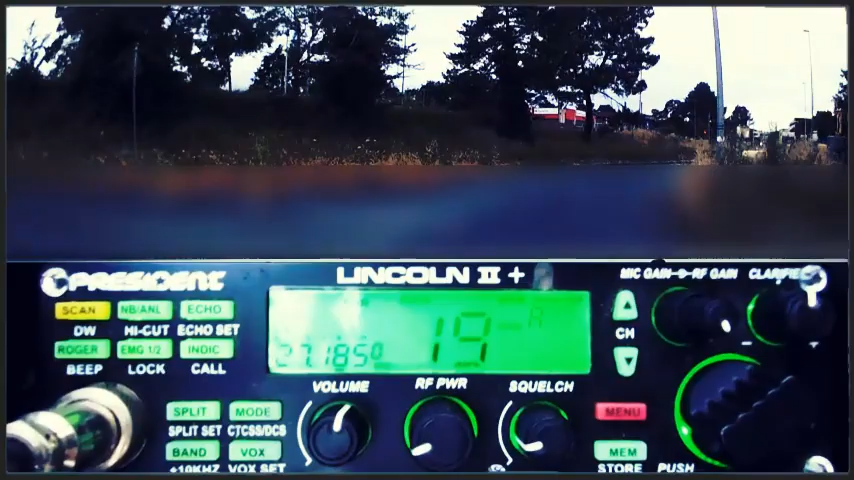 PRESIDENT LINCOLN II + MIC GAIN RF GAIN CLARIFIE
SCAN NB/ANL ECHO
DW HI-CUT ECHO SET
ROGER EMG 1/2 INDIC
BEEP LOCK CALL
19
27.1850
CH
VOLUME RF PWR SQUELCH
SPLIT MODE
SPLIT SET CTCSS/DCS
BAND VOX
+10KHZ VOX SET
MENU
MEM
STORE PUSH